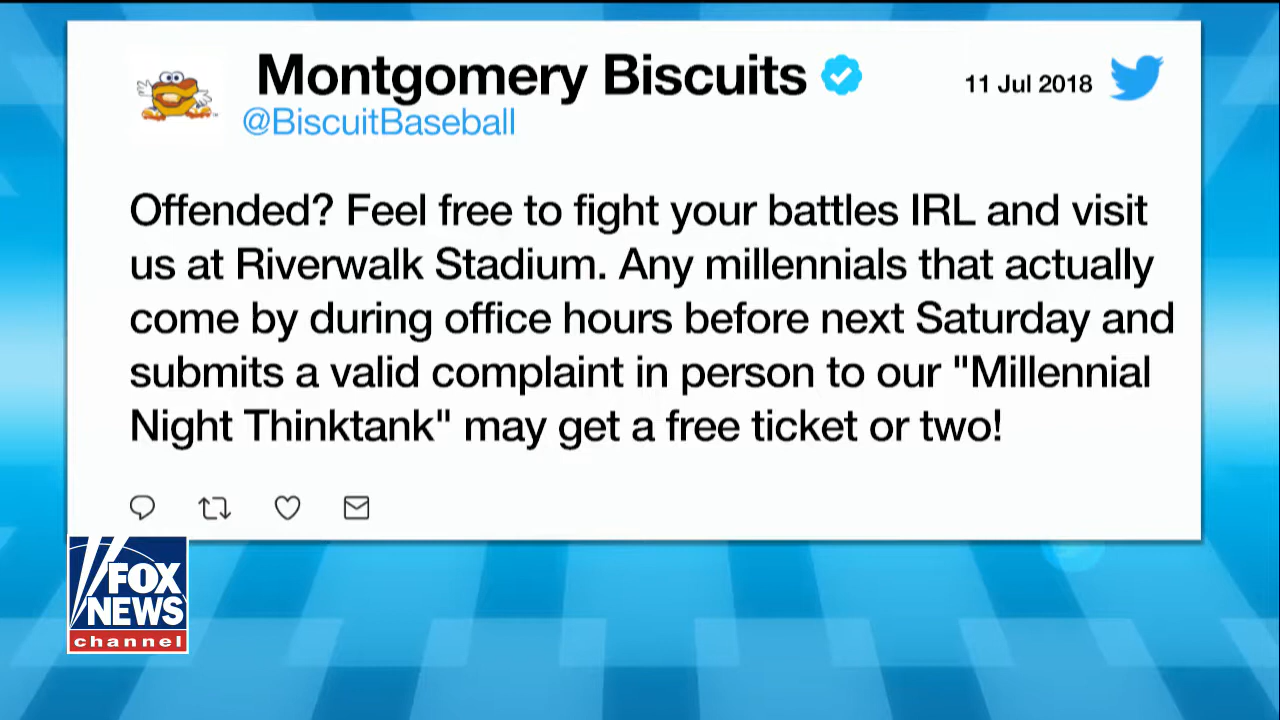 Montgomery Biscuits
11 Jul 2018
@BiscuitBaseball
Offended? Feel free to fight your battles IRL and visit
us at Riverwalk Stadium. Any millennials that actually
come by during office hours before next Saturday and
submits a valid complaint in person to our "Millennial
Night Thinktank" may get a free ticket or two!
FOX
NEWS
channel